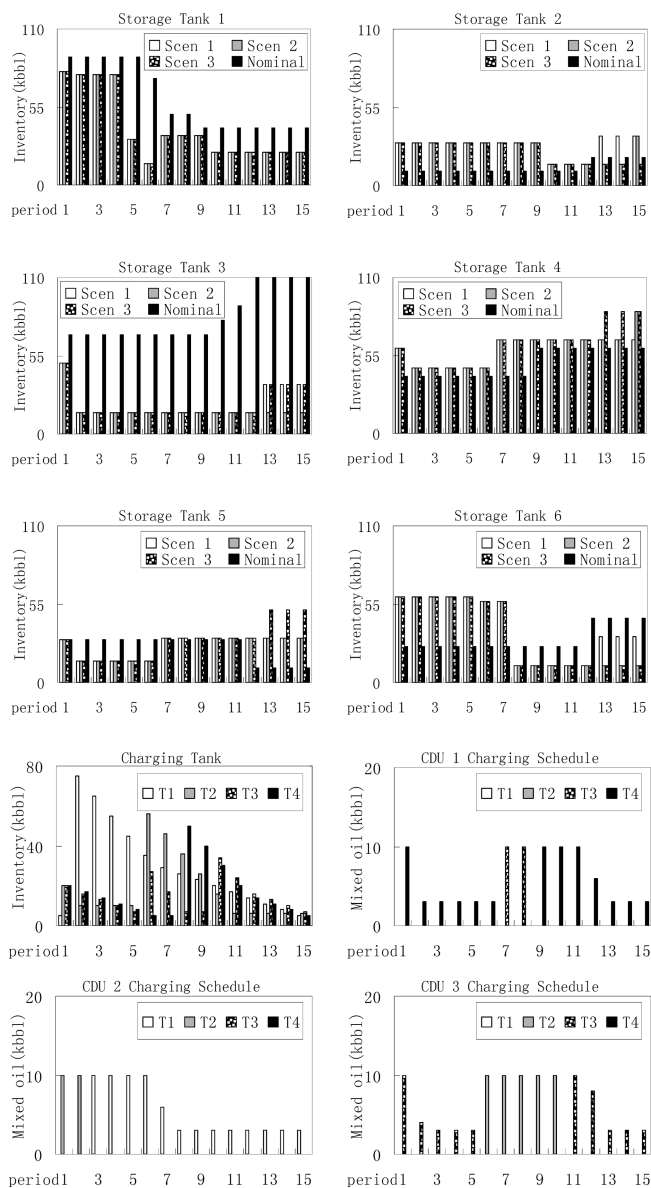 Storage Tank 1
110
55
0
Inventory(kbbl)
Scen 1
Scen 2
Scen 3
Nominal
period 1 3 5 7 9 11 13 15
Storage Tank 2
110
55
0
Inventory(kbbl)
Scen 1
Scen 2
Scen 3
Nominal
period 1 3 5 7 9 11 13 15
Storage Tank 3
110
55
0
Inventory(kbbl)
Scen 1
Scen 2
Scen 3
Nominal
period 1 3 5 7 9 11 13 15
Storage Tank 4
110
55
0
Inventory(kbbl)
Scen 1
Scen 2
Scen 3
Nominal
period 1 3 5 7 9 11 13 15
Storage Tank 5
110
55
0
Inventory(kbbl)
Scen 1
Scen 2
Scen 3
Nominal
period 1 3 5 7 9 11 13 15
Storage Tank 6
110
55
0
Inventory(kbbl)
Scen 1
Scen 2
Scen 3
Nominal
period 1 3 5 7 9 11 13 15
Charging Tank
80
40
0
Inventory(kbbl)
T1 T2 T3 T4
period 1 3 5 7 9 11 13 15
CDU 1 Charging Schedule
20
10
0
Mixed oil(kbbl)
T1 T2 T3 T4
period1 3 5 7 9 11 13 15
CDU 2 Charging Schedule
20
10
0
Mixed oil(kbbl)
T1 T2 T3 T4
period1 3 5 7 9 11 13 15
CDU 3 Charging Schedule
20
10
0
Mixed oil(kbbl)
T1 T2 T3 T4
period1 3 5 7 9 11 13 15